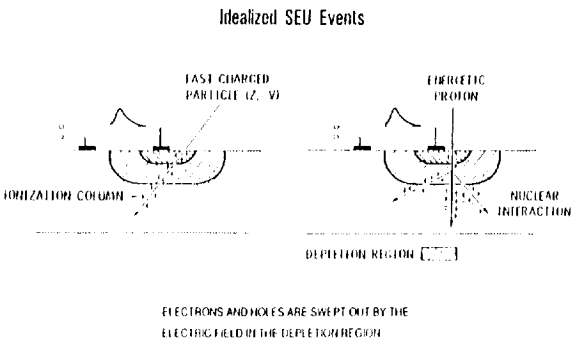 Idealized SEU Events
FAST CHARGED
PARTICLE (Z, V)
ENERGETIC
PROTON
IONIZATION COLUMN
NUCLEAR
INTERACTION
DEPLETION REGION
ELECTRONS AND HOLES ARE SWEPT OUT BY THE
ELECTRIC FIELD IN THE DEPLETION REGION